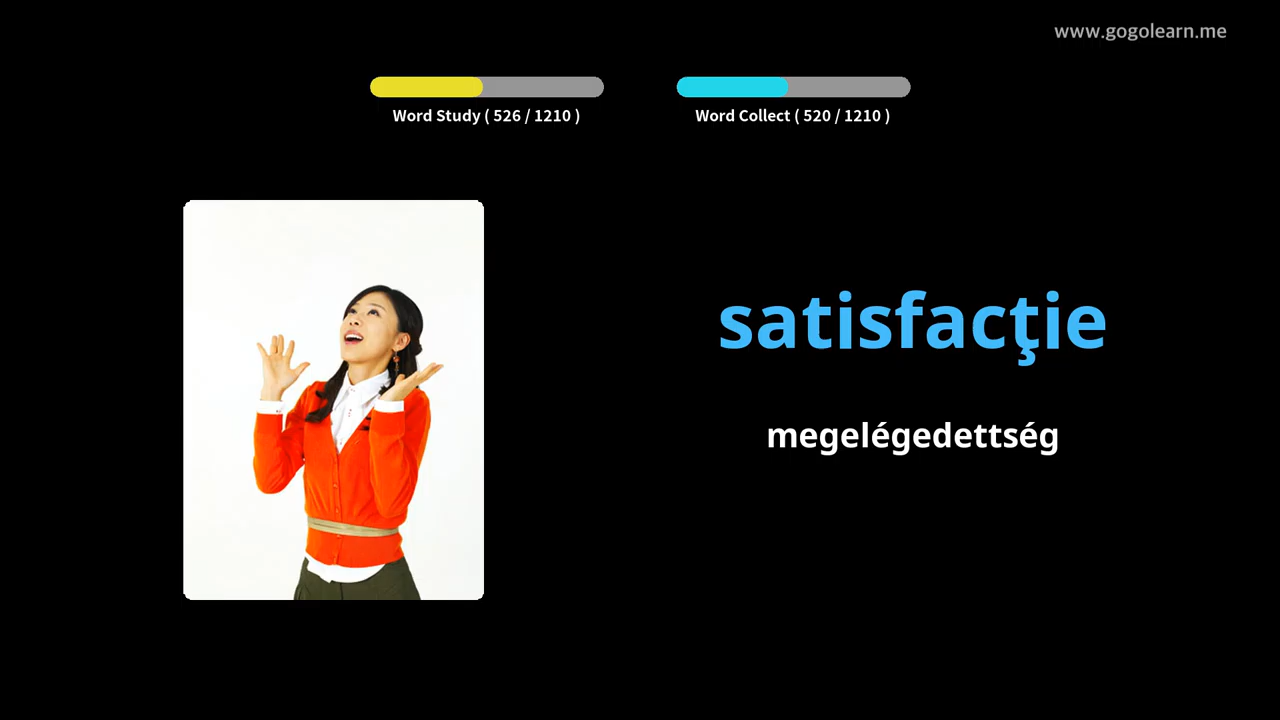 www.gogolearn.me
Word Study ( 526 / 1210 )
Word Collect ( 520 / 1210 )
satisfacţie
megelégedettség